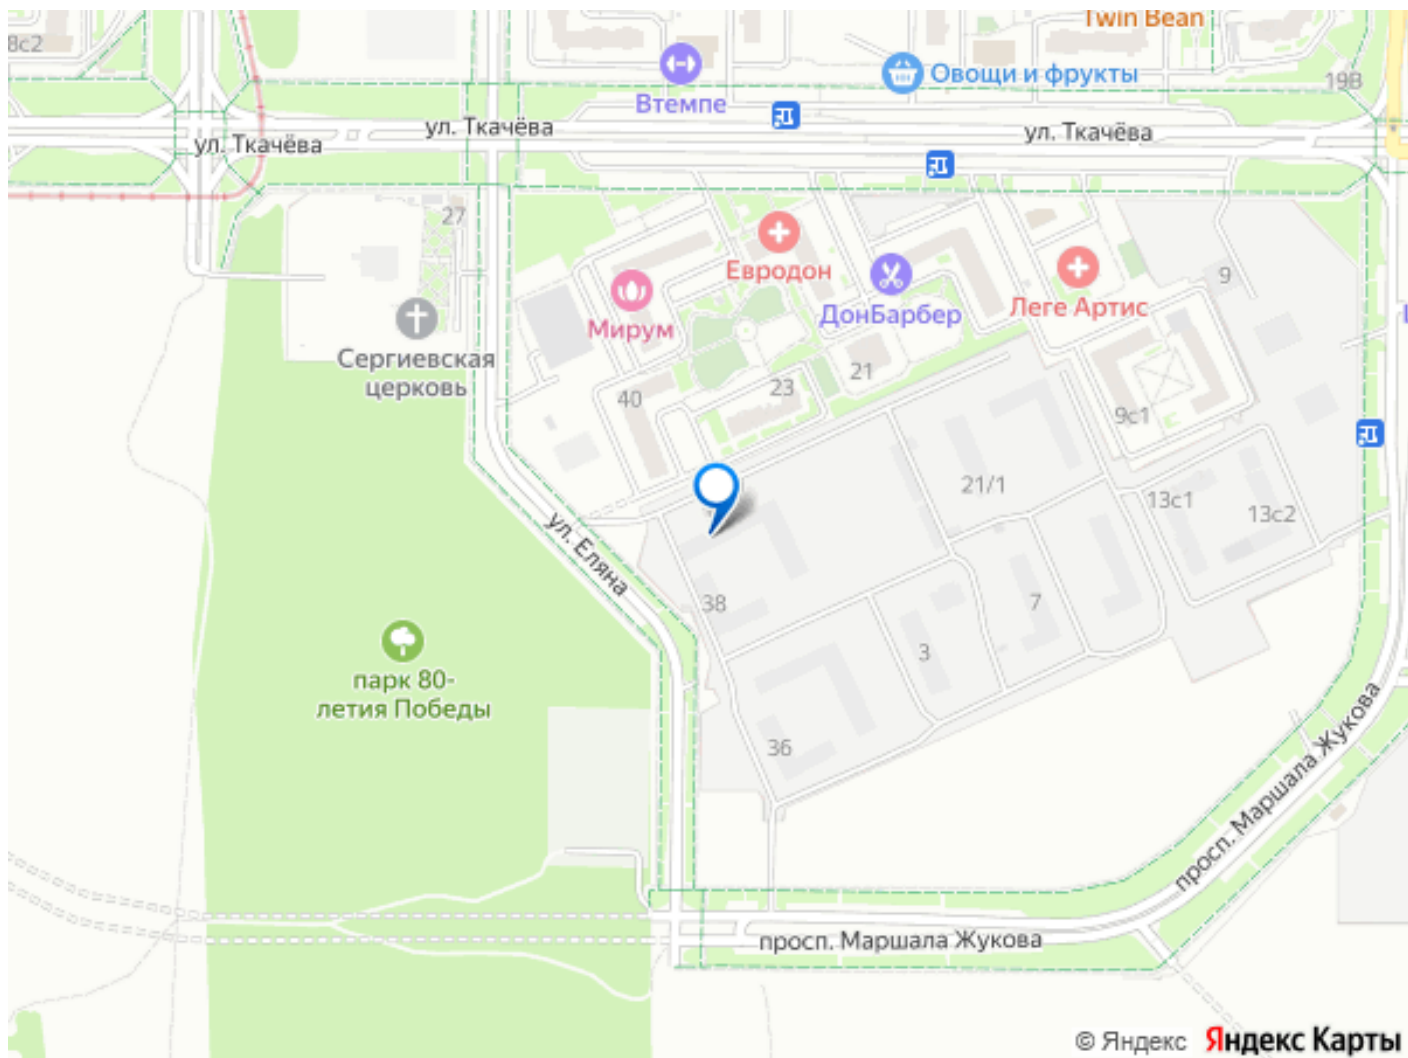 Twin Bean
8с2
Овощи и фрукты
19В
Втемпе
ул. Ткачёва
ул. Ткачёва
ул. Ткачёва
27
Евродон
9
ДонБарбер
Леге Артис
Мирум
Сергиевская
церковь
21
23
40
9с1
21/1
13с1
13с2
ул. Еляна
38
7
3
парк 80-
летия Победы
36
просп. Маршала Жукова
просп. Маршала Жукова
© Яндекс Яндекс Карты